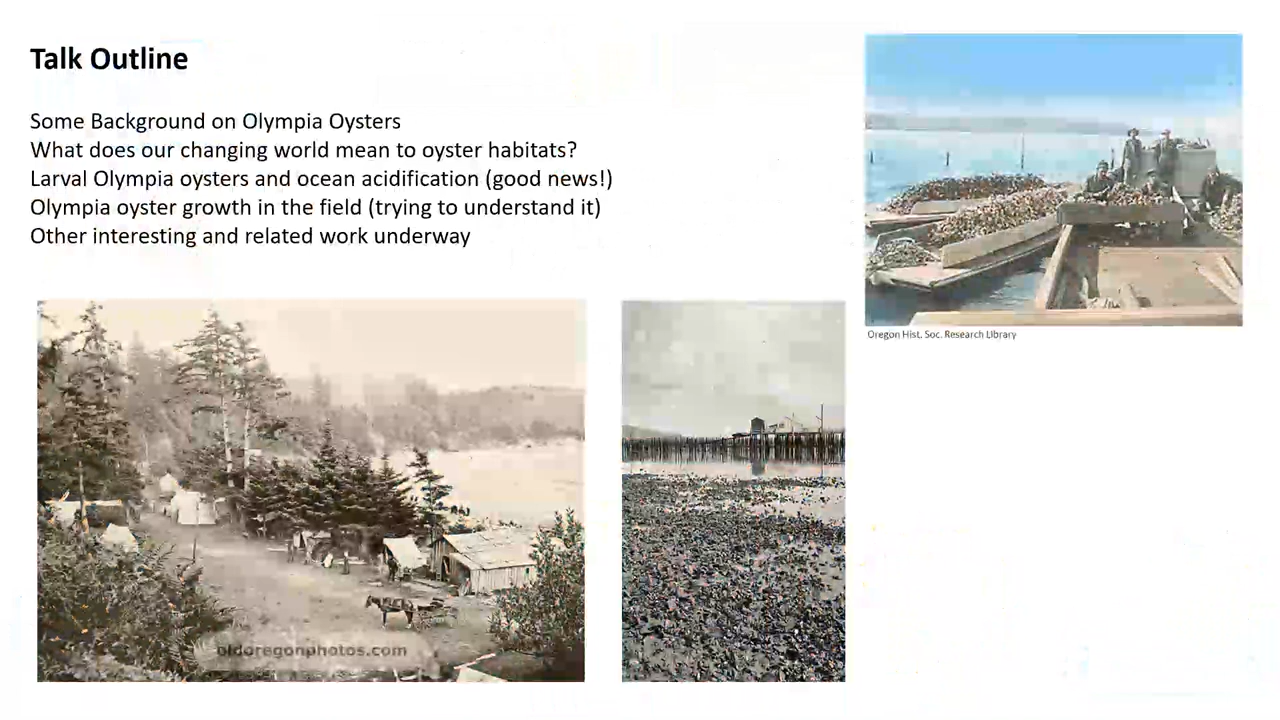 Talk Outline
Some Background on Olympia Oysters
What does our changing world mean to oyster habitats?
Larval Olympia oysters and ocean acidification (good news!)
Olympia oyster growth in the field (trying to understand it)
Other interesting and related work underway
Oregon Hist. Soc. Research Library
oldoregonphotos.com